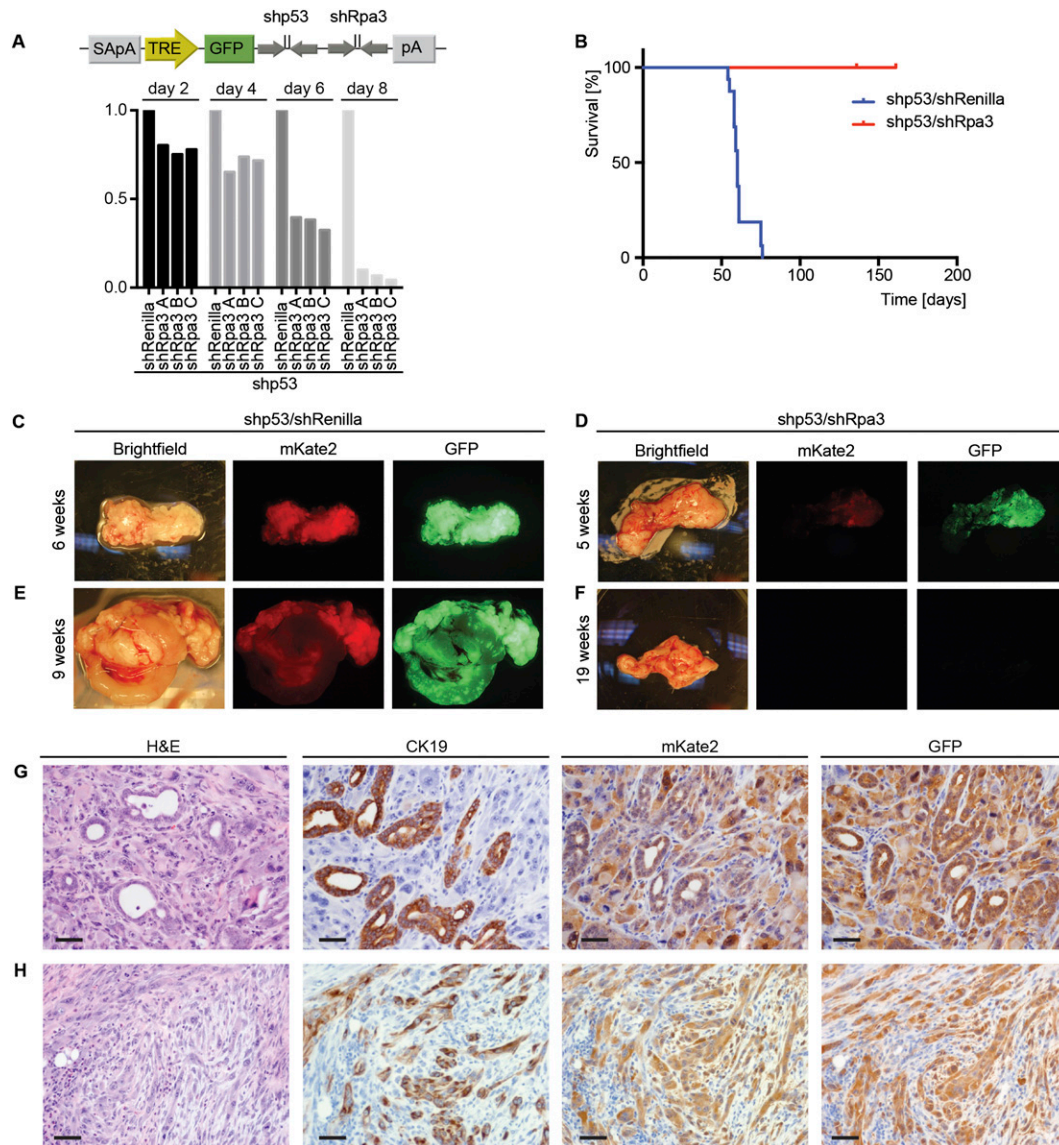 A
shp53 shRpa3
SApA TRE GFP pA
day 2 day 4 day 6 day 8
1.0
0.5
0.0
shRenilla
shRpa3 A
shRpa3 B
shRpa3 C
shRenilla
shRpa3 A
shRpa3 B
shRpa3 C
shRenilla
shRpa3 A
shRpa3 B
shRpa3 C
shRenilla
shRpa3 A
shRpa3 B
shRpa3 C
shp53
B
Survival [%]
100
50
0
0 50 100 150 200
Time [days]
shp53/shRenilla
shp53/shRpa3
C
shp53/shRenilla
Brightfield mKate2 GFP
6 weeks
E
9 weeks
D
shp53/shRpa3
Brightfield mKate2 GFP
5 weeks
F
19 weeks
H&E CK19 mKate2 GFP
G
H